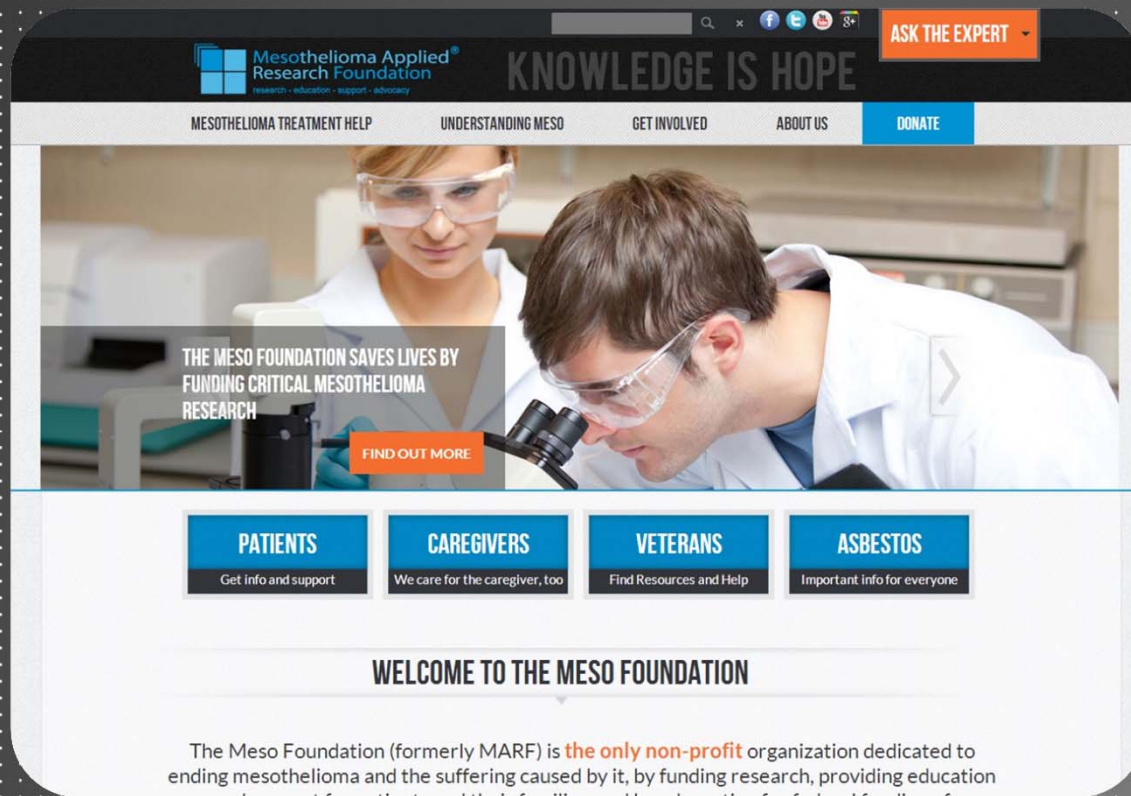 ASK THE EXPERT
Mesothelioma Applied®
Research Foundation
research - education - support - advocacy
KNOWLEDGE IS HOPE
MESOTHELIOMA TREATMENT HELP UNDERSTANDING MESO GET INVOLVED ABOUT US DONATE
THE MESO FOUNDATION SAVES LIVES BY
FUNDING CRITICAL MESOTHELIOMA
RESEARCH
FIND OUT MORE
PATIENTS
Get info and support
CAREGIVERS
We care for the caregiver, too
VETERANS
Find Resources and Help
ASBESTOS
Important info for everyone
WELCOME TO THE MESO FOUNDATION
The Meso Foundation (formerly MARF) is the only non-profit organization dedicated to
ending mesothelioma and the suffering caused by it, by funding research, providing education